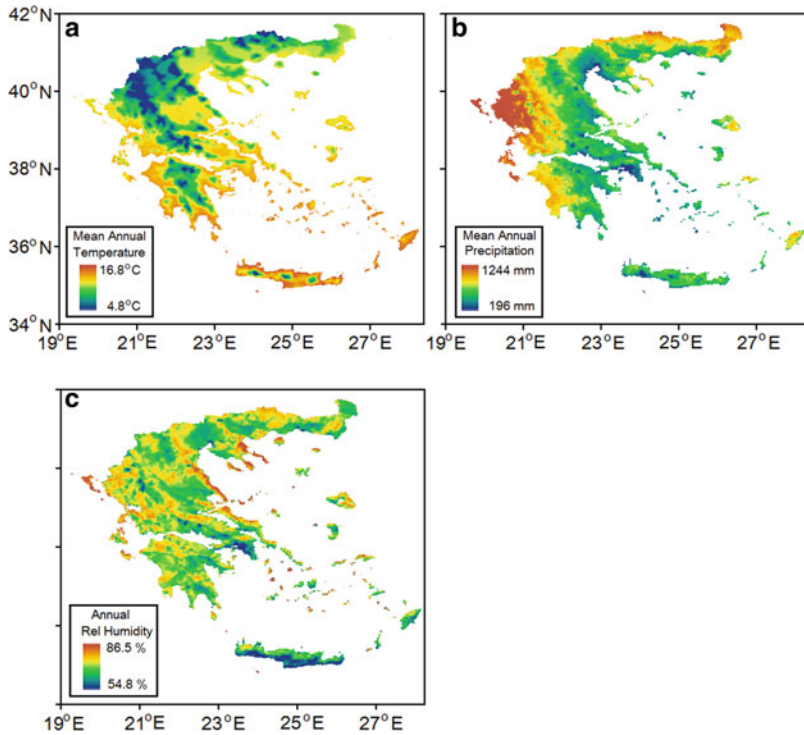 42°N
40°N
38°N
36°N
34°N
a
Mean Annual
Temperature
16.8°C
4.8°C
19°E
21°E
23°E
25°E
27°E
b
Mean Annual
Precipitation
1244 mm
196 mm
19°E
21°E
23°E
25°E
27°E
c
Annual
Rel Humidity
86.5 %
54.8 %
19°E
21°E
23°E
25°E
27°E